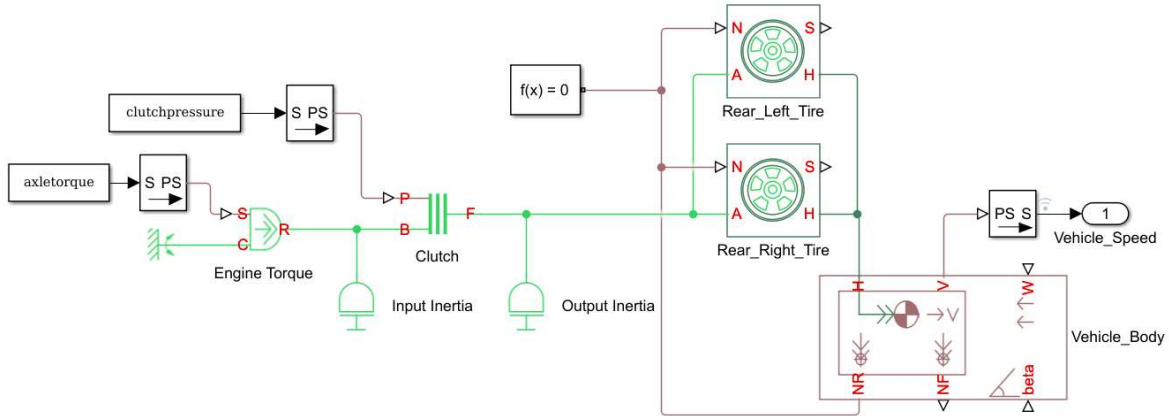 N
S
A
H
Rear_Left_Tire
f(x) = 0
clutchpressure
S PS
axletorque
S PS
N
S
A
H
Rear_Right_Tire
S
C
R
Engine Torque
P
B
F
Clutch
PS S
1
Vehicle_Speed
Input Inertia
Output Inertia
H
V
W
V
NR
NF
beta
Vehicle_Body